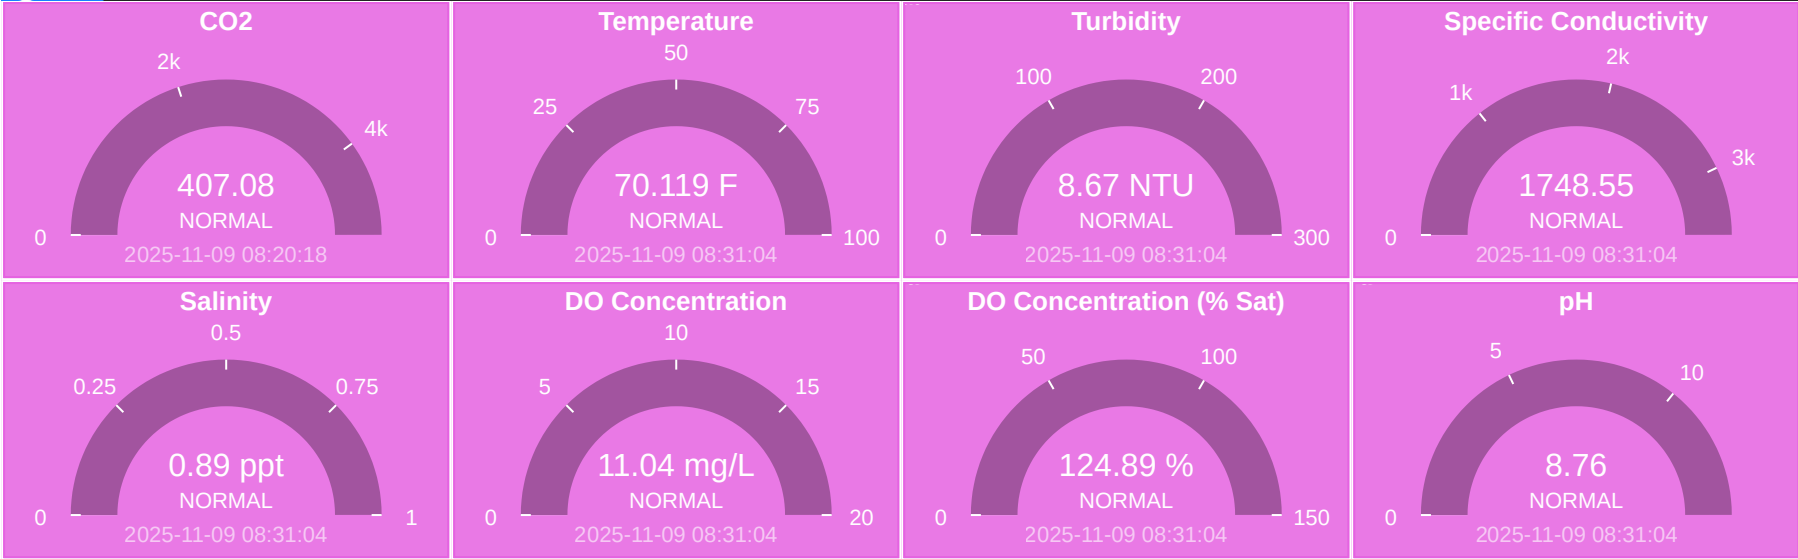 CO2
2k
4k
407.08
NORMAL
0
2025-11-09 08:20:18
Temperature
50
25
75
70.119 F
NORMAL
0
100
2025-11-09 08:31:04
Turbidity
100
200
8.67 NTU
NORMAL
0
300
2025-11-09 08:31:04
Specific Conductivity
2k
1k
3k
1748.55
NORMAL
0
2025-11-09 08:31:04
Salinity
0.5
0.25
0.75
0.89 ppt
NORMAL
0
1
2025-11-09 08:31:04
DO Concentration
10
5
15
11.04 mg/L
NORMAL
0
20
2025-11-09 08:31:04
DO Concentration (% Sat)
50
100
124.89 %
NORMAL
0
150
2025-11-09 08:31:04
pH
5
10
8.76
NORMAL
0
2025-11-09 08:31:04